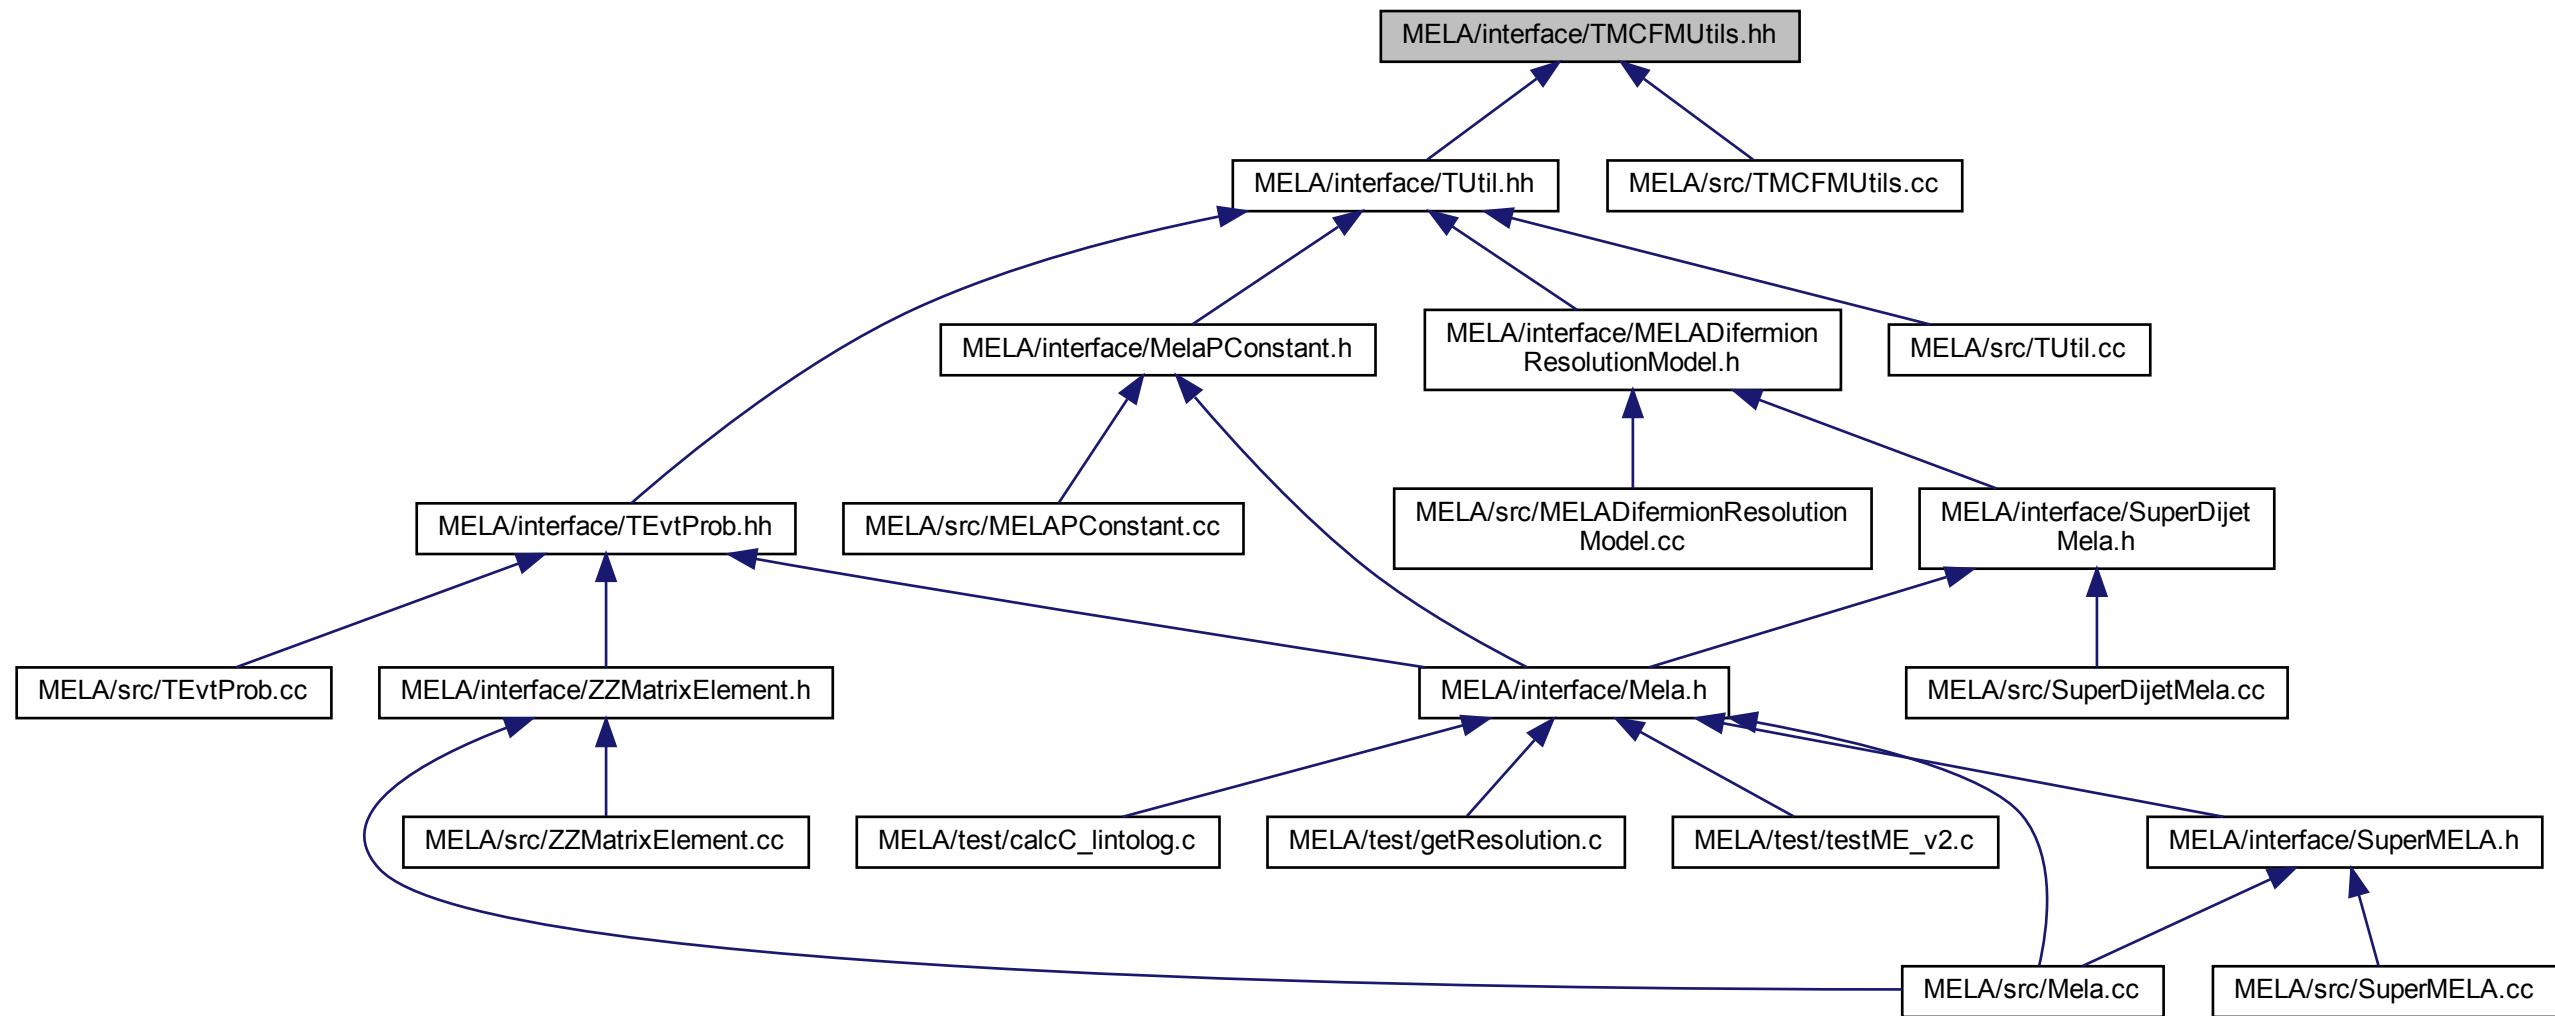 MELA/interface/TMCFMUtils.hh
MELA/interface/TUtil.hh
MELA/src/TMCFMUtils.cc
MELA/interface/MelaPConstant.h
MELA/interface/MELADifermion
ResolutionModel.h
MELA/src/TUtil.cc
MELA/interface/TEvtProb.hh
MELA/src/MELAPConstant.cc
MELA/src/MELADifermionResolution
Model.cc
MELA/interface/SuperDijet
Mela.h
MELA/src/TEvtProb.cc
MELA/interface/ZZMatrixElement.h
MELA/interface/Mela.h
MELA/src/SuperDijetMela.cc
MELA/src/ZZMatrixElement.cc
MELA/test/calcC_lintolog.c
MELA/test/getResolution.c
MELA/test/testME_v2.c
MELA/interface/SuperMELA.h
MELA/src/Mela.cc
MELA/src/SuperMELA.cc